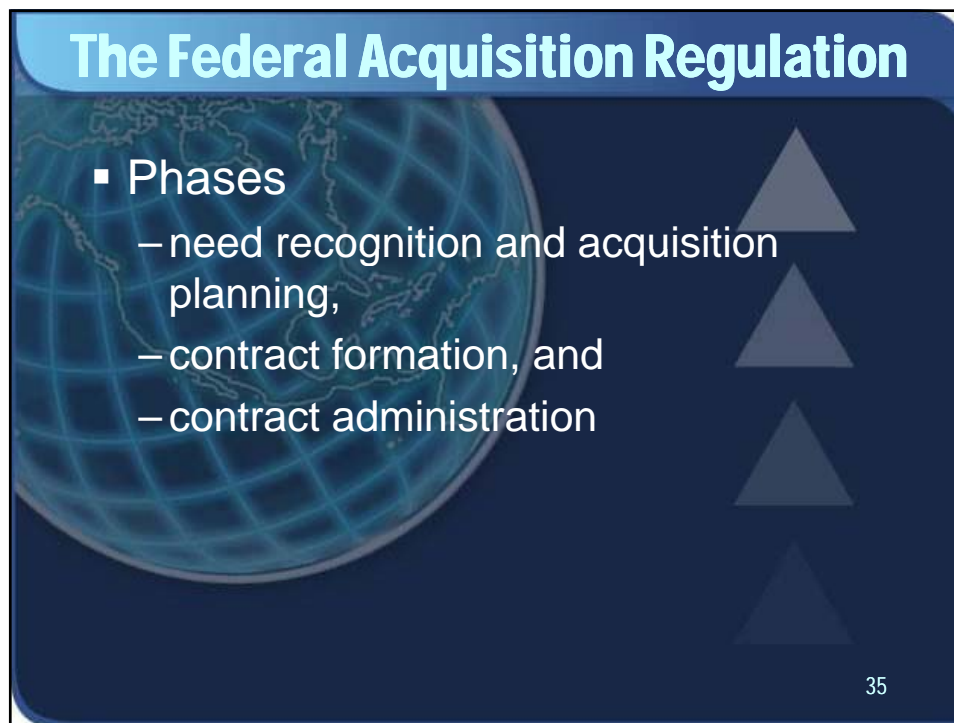 The Federal Acquisition Regulation
▪ Phases
– need recognition and acquisition
planning,
– contract formation, and
– contract administration
35